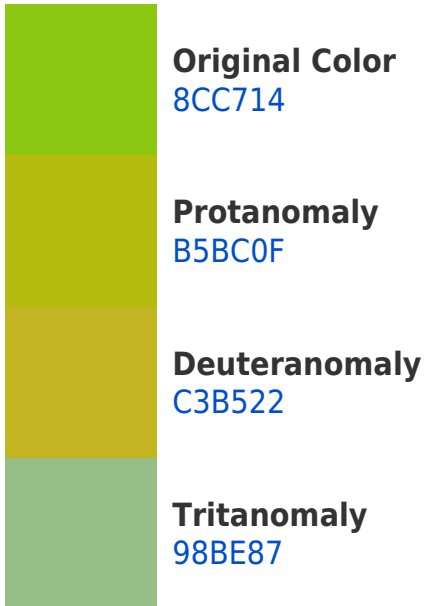 Original Color
8CC714
Protanomaly
B5BC0F
Deuteranomaly
C3B522
Tritanomaly
98BE87